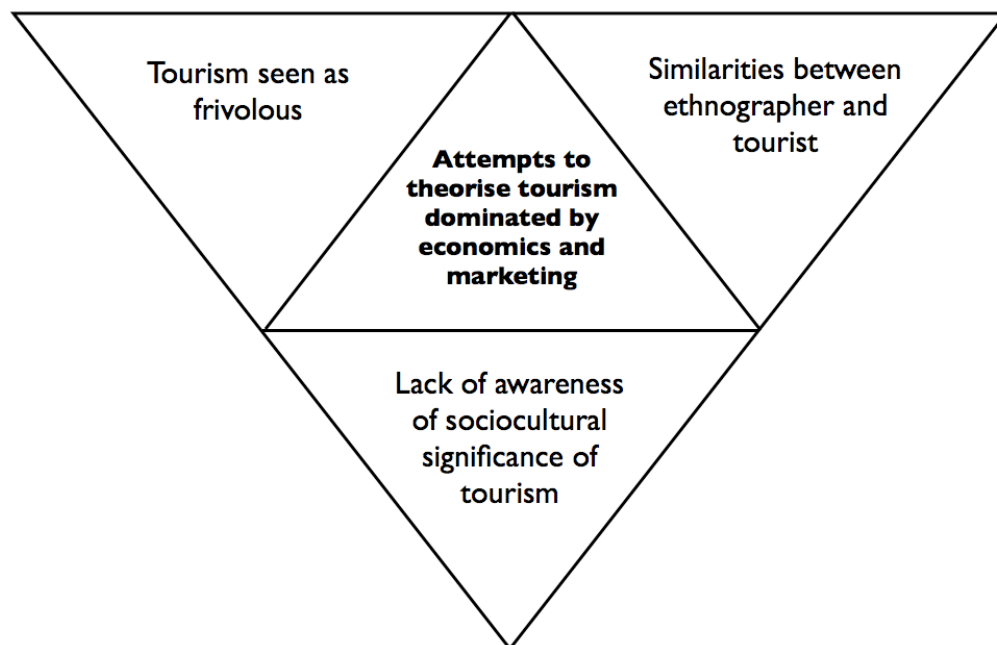 Tourism seen as
frivolous
Similarities between
ethnographer and
tourist
Attempts to
theorise tourism
dominated by
economics and
marketing
Lack of awareness
of sociocultural
significance of
tourism